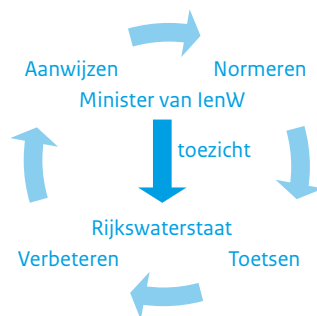 Aanwijzen Normeren
Minister van IenW
toezicht
Rijkswaterstaat
Verbeteren Toetsen